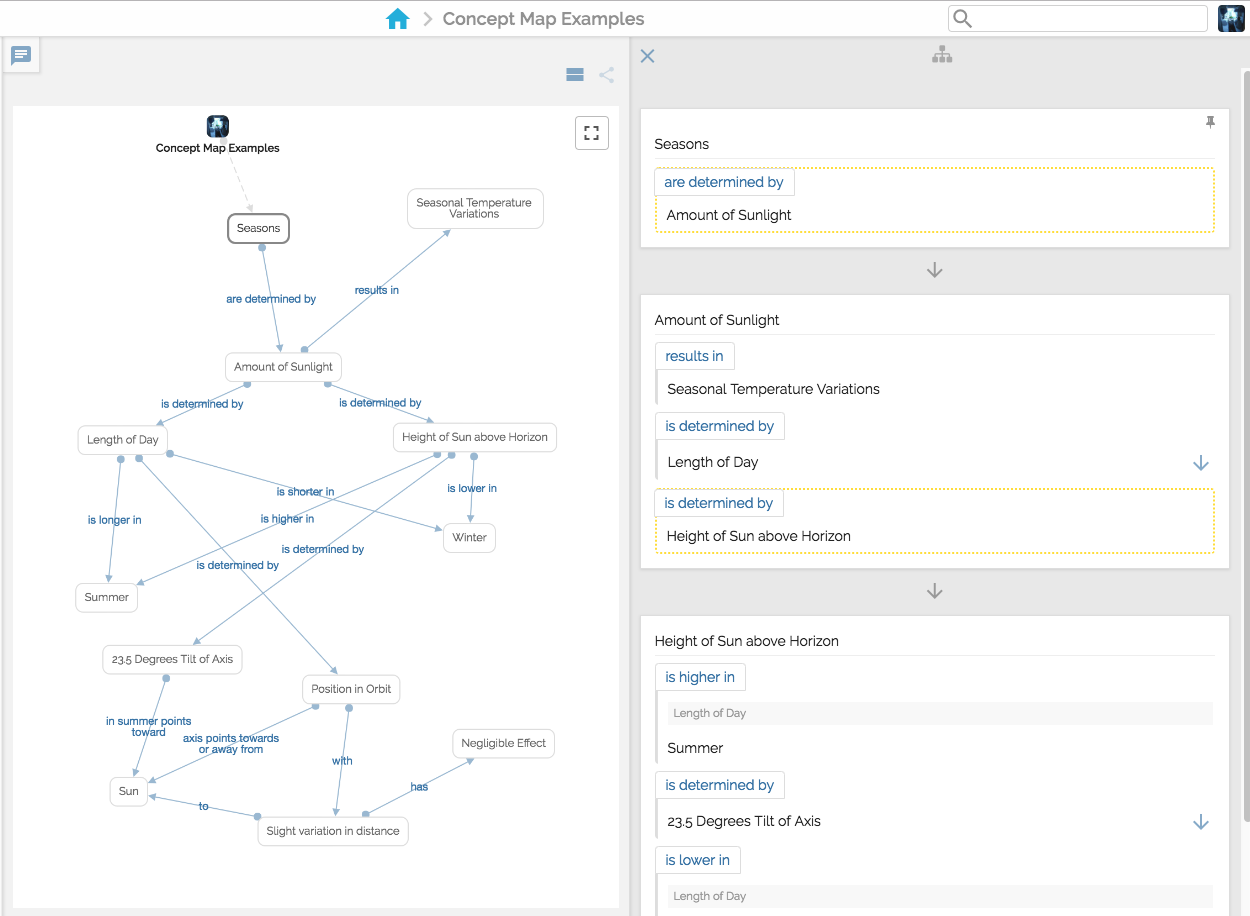 Concept Map Examples
Concept Map Examples
Seasons
Seasonal Temperature
Variations
are determined by
results in
Amount of Sunlight
is determined by
is determined by
Length of Day
Height of Sun above Horizon
is shorter in
is lower in
is longer in
is higher in
Winter
is determined by
is determined by
Summer
23.5 Degrees Tilt of Axis
Position in Orbit
in summer points
toward
axis points towards
or away from
Negligible Effect
with
has
Sun
to
Slight variation in distance
Seasons
are determined by
Amount of Sunlight
Amount of Sunlight
results in
Seasonal Temperature Variations
is determined by
Length of Day
is determined by
Height of Sun above Horizon
Height of Sun above Horizon
is higher in
Length of Day
Summer
is determined by
23.5 Degrees Tilt of Axis
is lower in
Length of Day